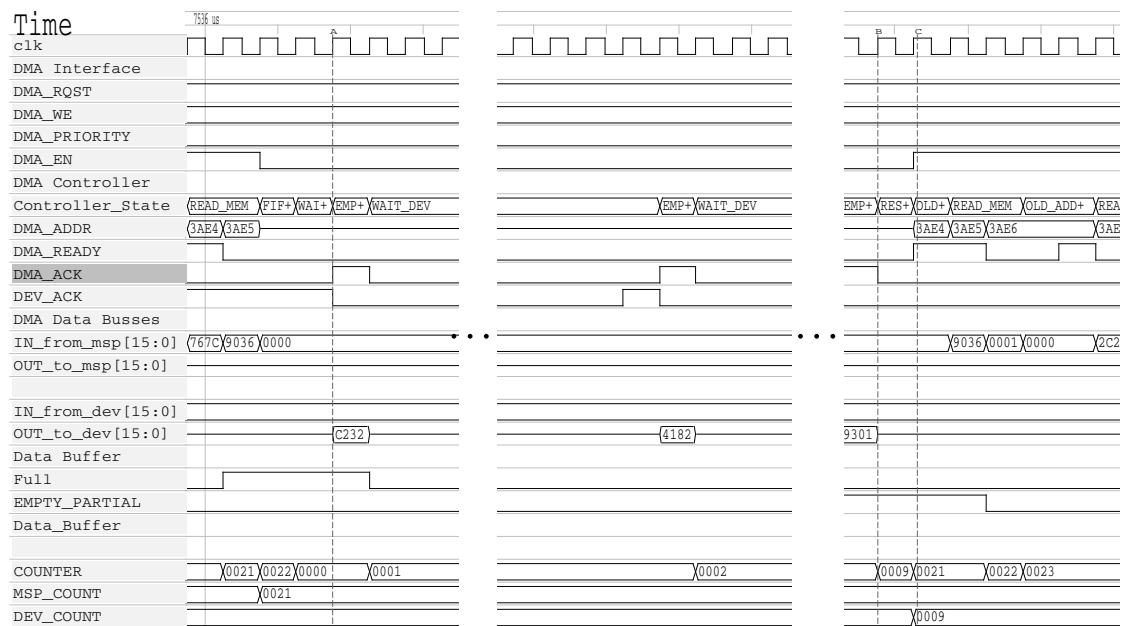 Time
7536 us
A B C
clk
DMA Interface
DMA_RQST
DMA_WE
DMA_PRIORITY
DMA_EN
DMA Controller
Controller_State READ_MEM FIF+ WAI+ EMP+ WAIT_DEV EMP+ WAIT_DEV EMP+ RES+ OLD+ READ_MEM OLD_ADD+ REA
DMA_ADDR 3AE4 3AE5 3AE4 3AE5 3AE6 3AE
DMA_READY
DMA_ACK
DEV_ACK
DMA Data Busses
IN_from_msp[15:0] 767C 9036 0000 ••• ••• 9036 0001 0000 2C2
OUT_to_msp[15:0]
IN_from_dev[15:0]
OUT_to_dev[15:0] C232 4182 9301
Data Buffer
Full
EMPTY_PARTIAL
Data_Buffer
COUNTER 0021 0022 0000 0001 0002 0009 0021 0022 0023
MSP_COUNT 0021
DEV_COUNT 0009